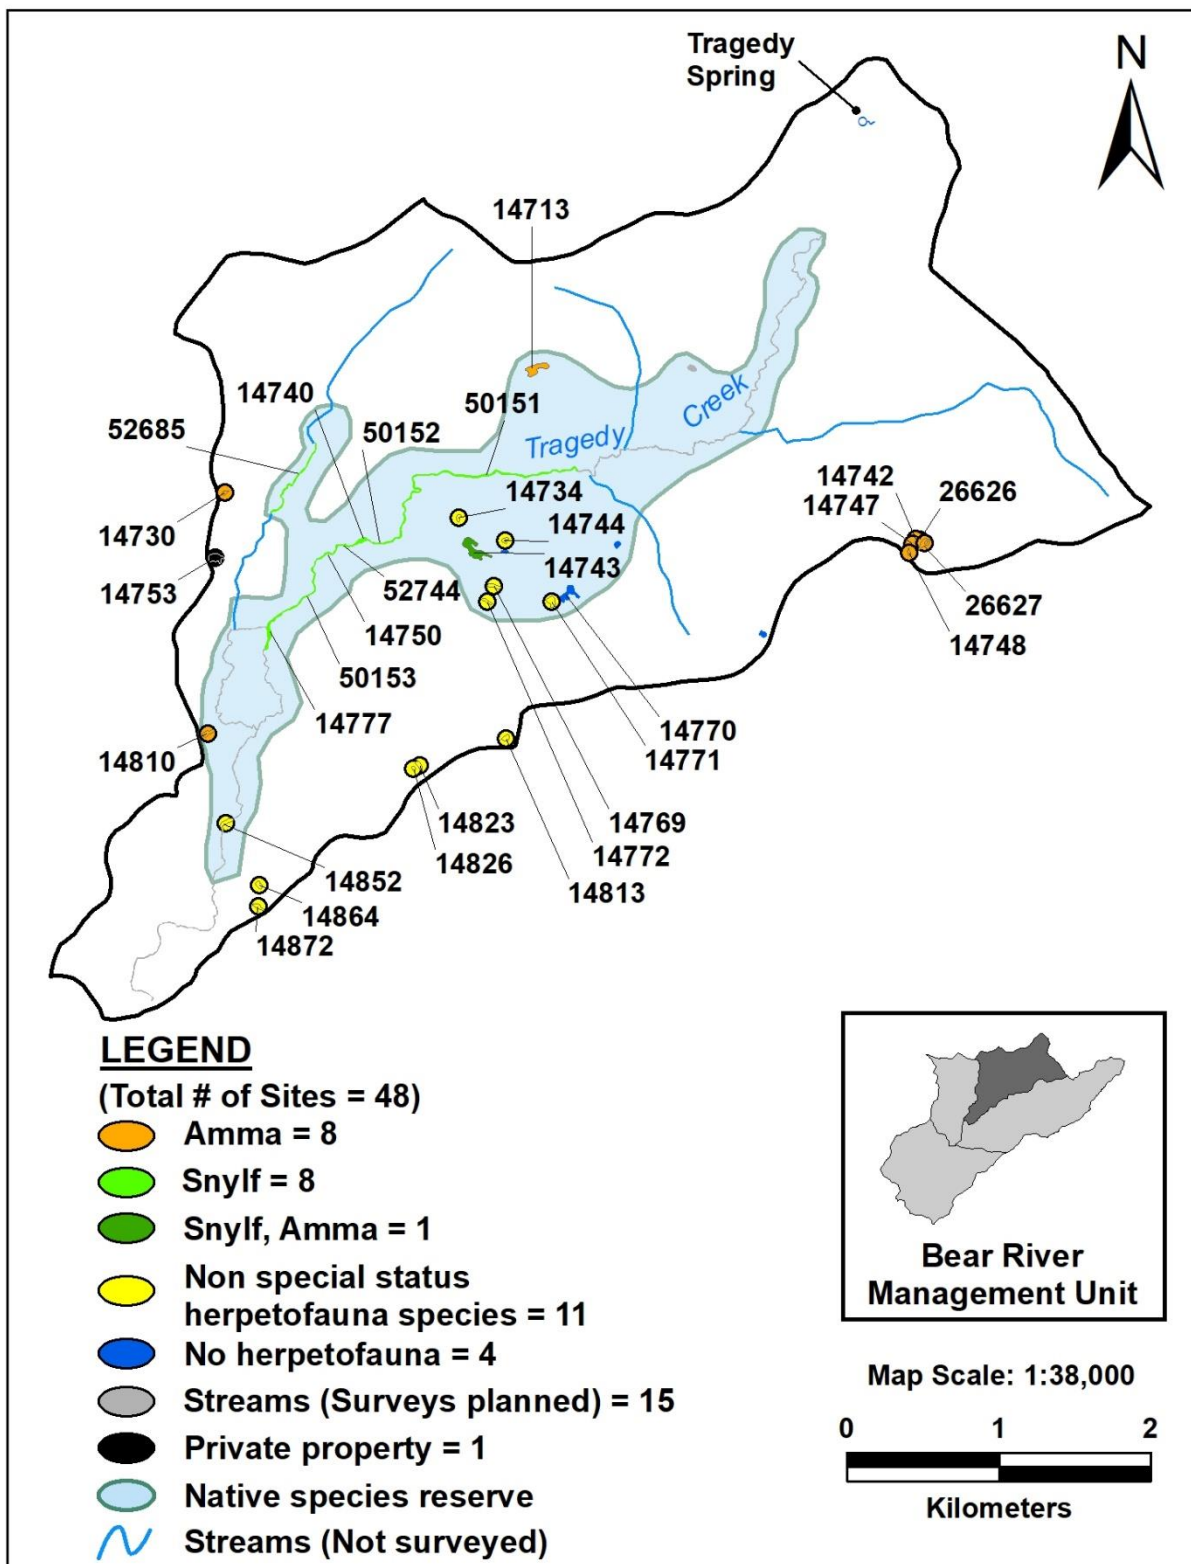 Tragedy
Spring
N
14713
14740
50151
52685
50152
Creek
Tragedy
14742
26626
14734
14747
14730
14744
14743
14753
52744
26627
14750
14748
50153
14777
14770
14810
14771
14823
14769
14826
14772
14852
14813
14864
14872
LEGEND
(Total # of Sites = 48)
Amma = 8
Snylf = 8
Snylf, Amma = 1
Non special status
herpetofauna species = 11
No herpetofauna = 4
Streams (Surveys planned) = 15
Private property = 1
Native species reserve
Streams (Not surveyed)
Bear River
Management Unit
Map Scale: 1:38,000
0 1 2
Kilometers